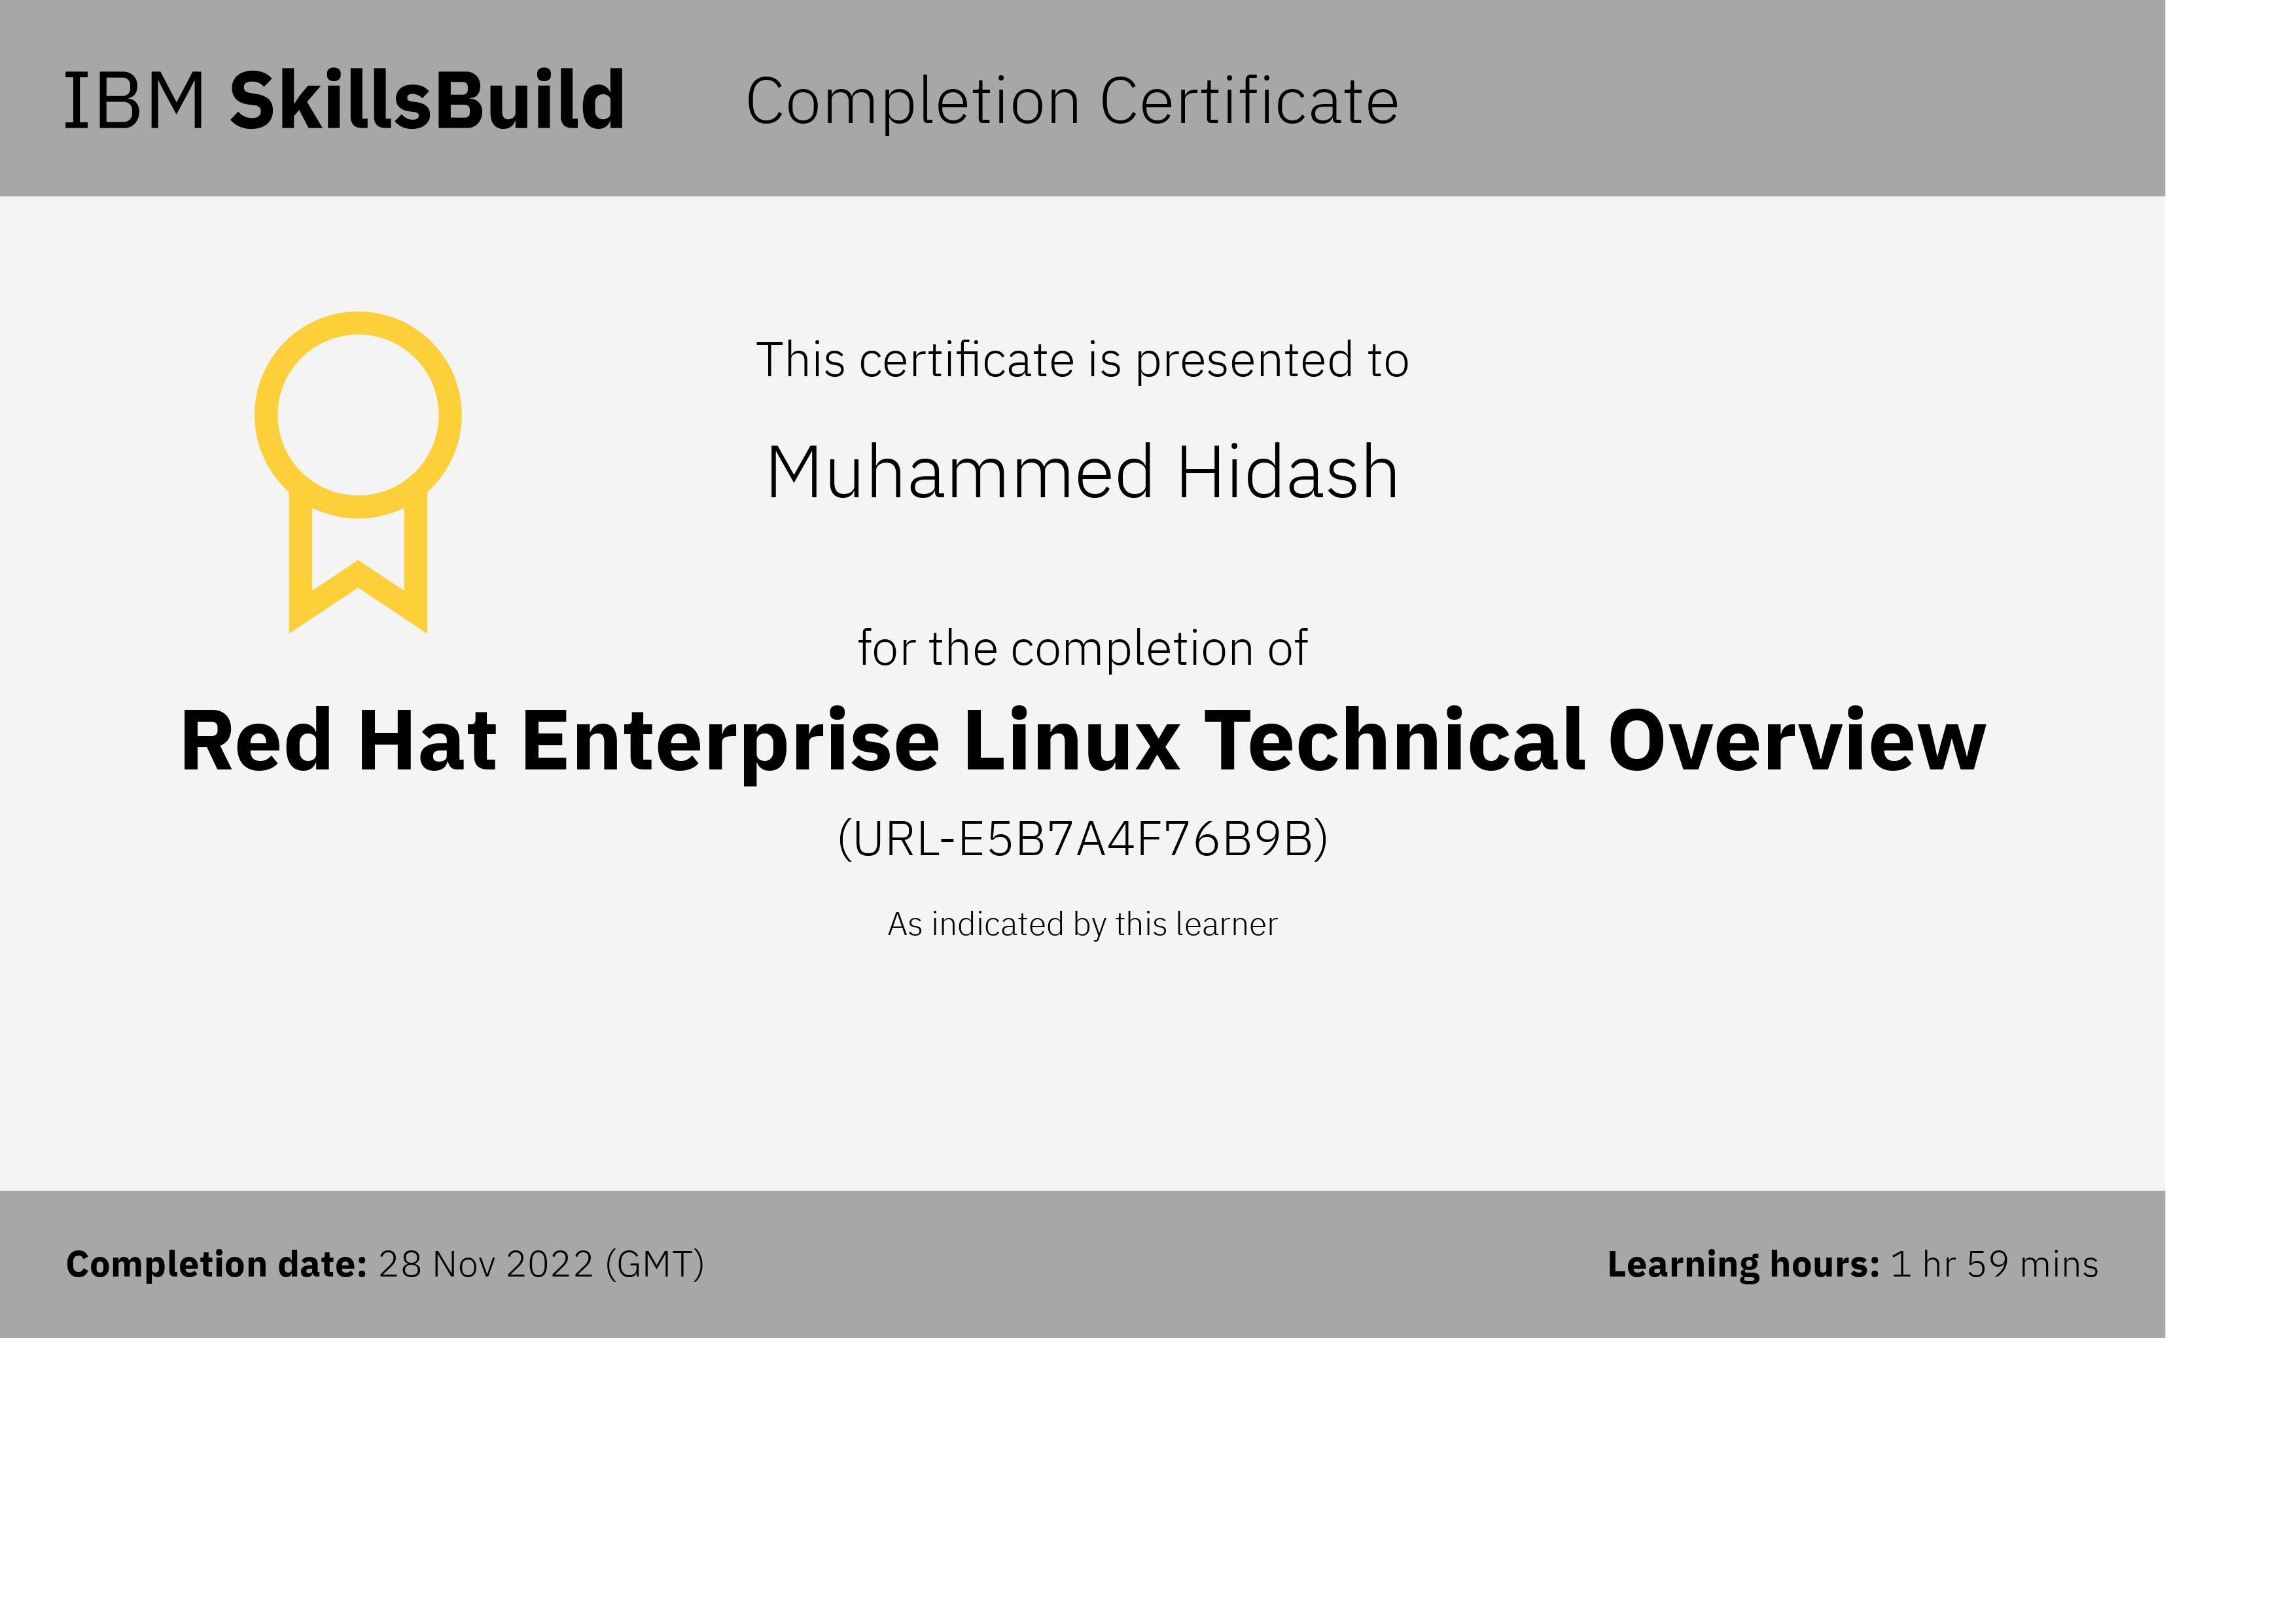 IBM SkillsBuild Completion Certificate
This certificate is presented to
Muhammed Hidash
for the completion of
Red Hat Enterprise Linux Technical Overview
(URL-E5B7A4F76B9B)
As indicated by this learner
Completion date: 28 Nov 2022 (GMT) Learning hours: 1 hr 59 mins